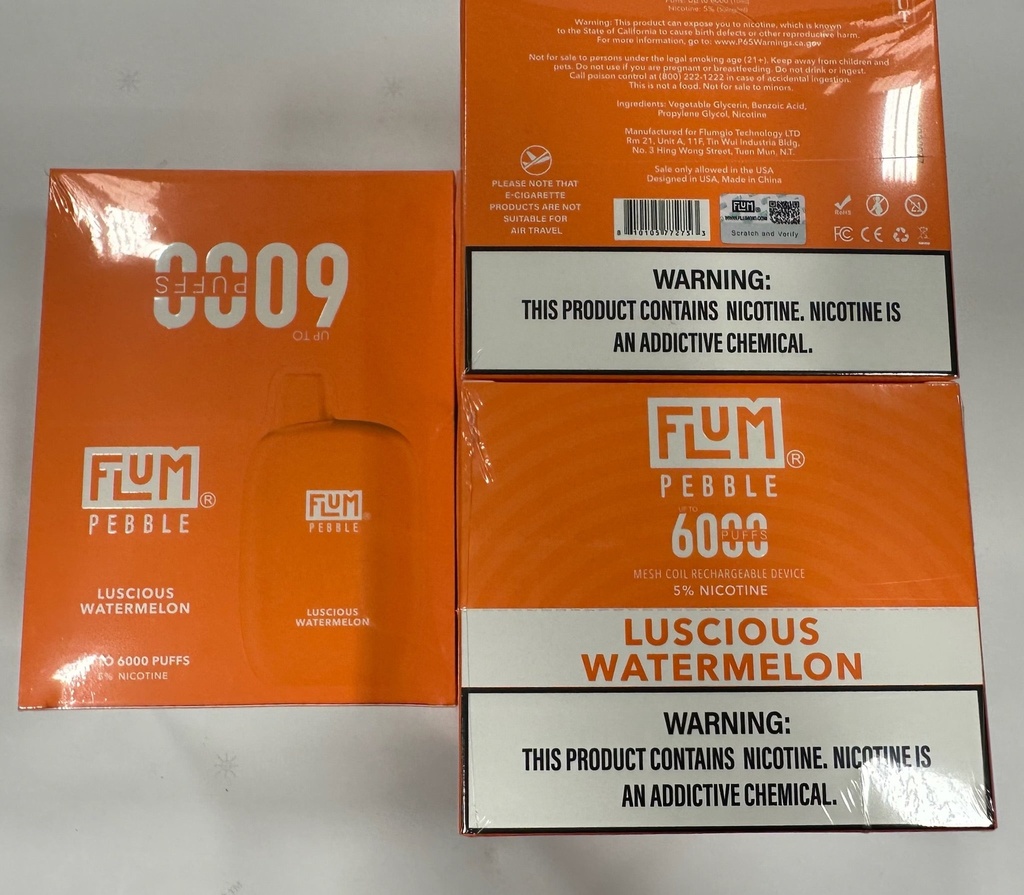 UP TO
6000
PUFFS
FLUM®
PEBBLE
FLUM
PEBBLE
LUSCIOUS
WATERMELON
LUSCIOUS
WATERMELON
TO 6000 PUFFS
5% NICOTINE
Warning: This product can expose you to nicotine, which is known
to the State of California to cause birth defects or other reproductive harm.
For more information, go to: www.P65Warnings.ca.gov
Not for sale to persons under the legal smoking age (21+). Keep away from children and
pets. Do not use if you are pregnant or breastfeeding. Do not drink or ingest.
Call poison control at (800) 222-1222 in case of accidental ingestion.
This is not a food. Not for sale to minors.
Ingredients: Vegetable Glycerin, Benzoic Acid,
Propylene Glycol, Nicotine
Manufactured for Flumgio Technology LTD
Rm 21, Unit A, 11F, Tin Wui Industria Bldg,
No. 3 Hing Wong Street, Tuen Mun, N.T.
Sale only allowed in the USA
Designed in USA, Made in China
PLEASE NOTE THAT
E-CIGARETTE
PRODUCTS ARE NOT
SUITABLE FOR
AIR TRAVEL
8 10105 77273 3
FLUM
Scratch and Verify
RoHS
FC CE
WARNING:
THIS PRODUCT CONTAINS NICOTINE. NICOTINE IS
AN ADDICTIVE CHEMICAL.
FLUM®
PEBBLE
UP TO
6000
PUFFS
MESH COIL RECHARGEABLE DEVICE
5% NICOTINE
LUSCIOUS
WATERMELON
WARNING:
THIS PRODUCT CONTAINS NICOTINE. NICOTINE IS
AN ADDICTIVE CHEMICAL.